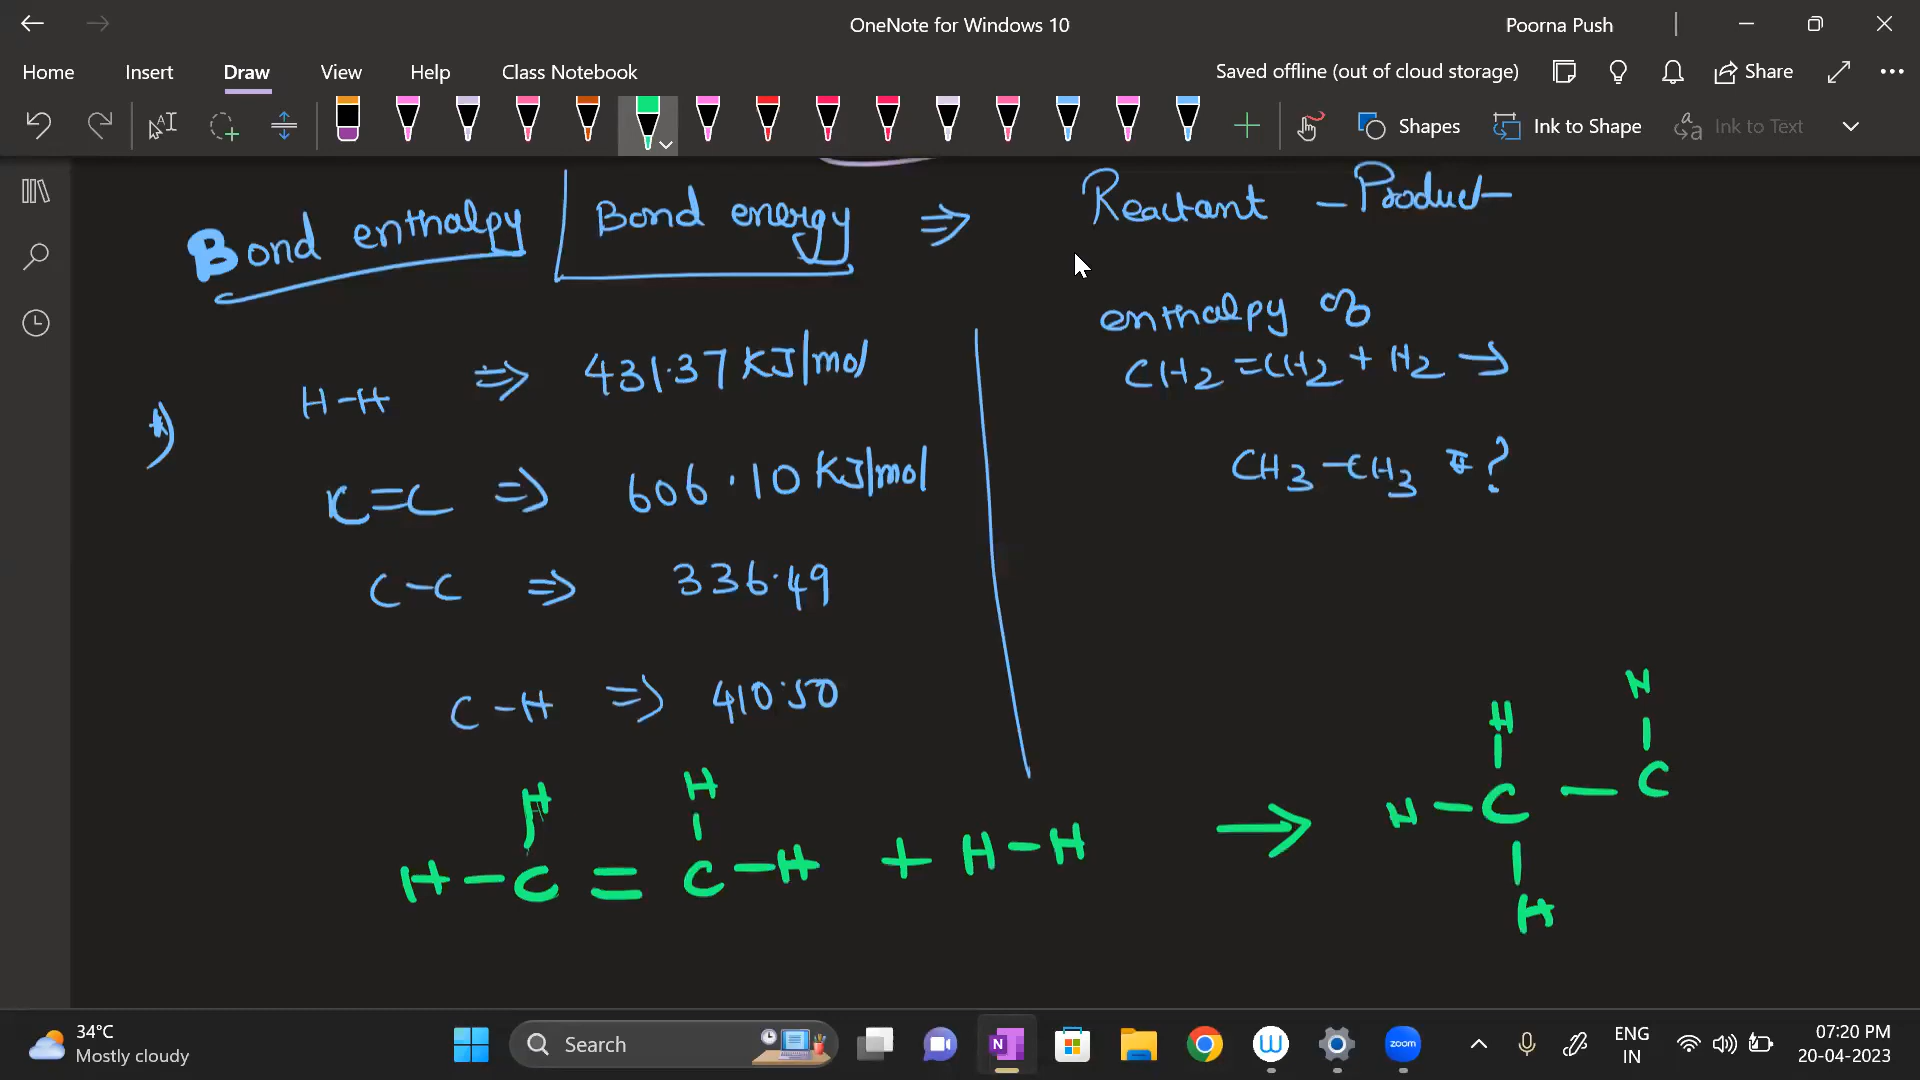 OneNote for Windows 10
Poorna Push
Home Insert Draw View Help Class Notebook
Saved offline (out of cloud storage)
Share
Shapes
Ink to Shape
Ink to Text
Bond enthalpy | Bond energy ⇒ Reactant - Product
enthalpy of
CH2=CH2 + H2 →
CH3-CH3 ?
H-H ⇒ 431.37 KJ/mol
C=C ⇒ 606.10 KJ/mol
C-C ⇒ 336.49
C-H ⇒ 410.50
H H H H
H-C=C-H + H-H → H-C-C
H
34°C
Mostly cloudy
Search
zoom
ENG
IN
07:20 PM
20-04-2023